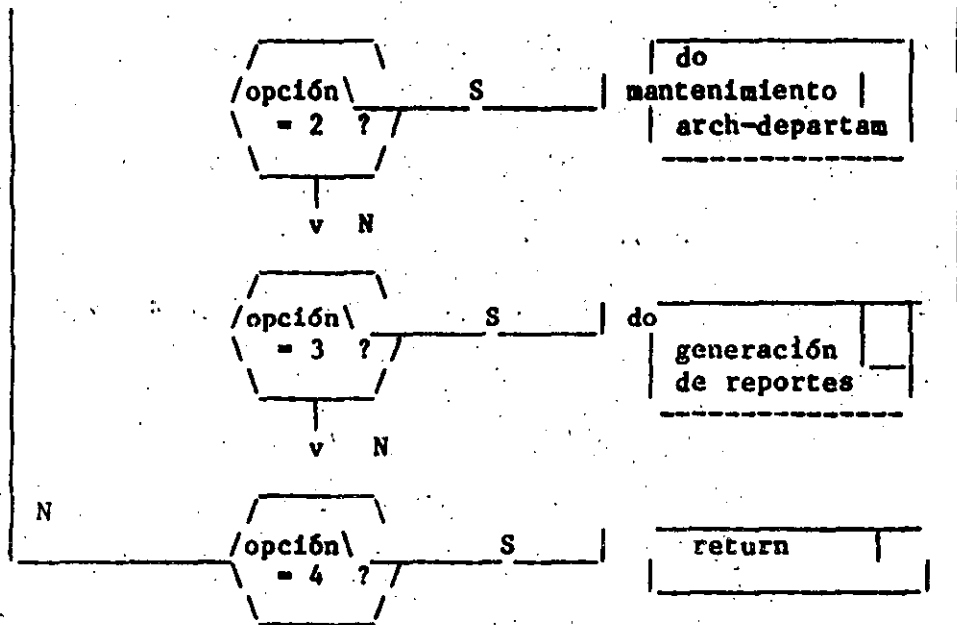 do
opción S mantenimiento
= 2 ? arch-departam
v N
opción S do
= 3 ? generación
de reportes
v N
N
opción S return
= 4 ?